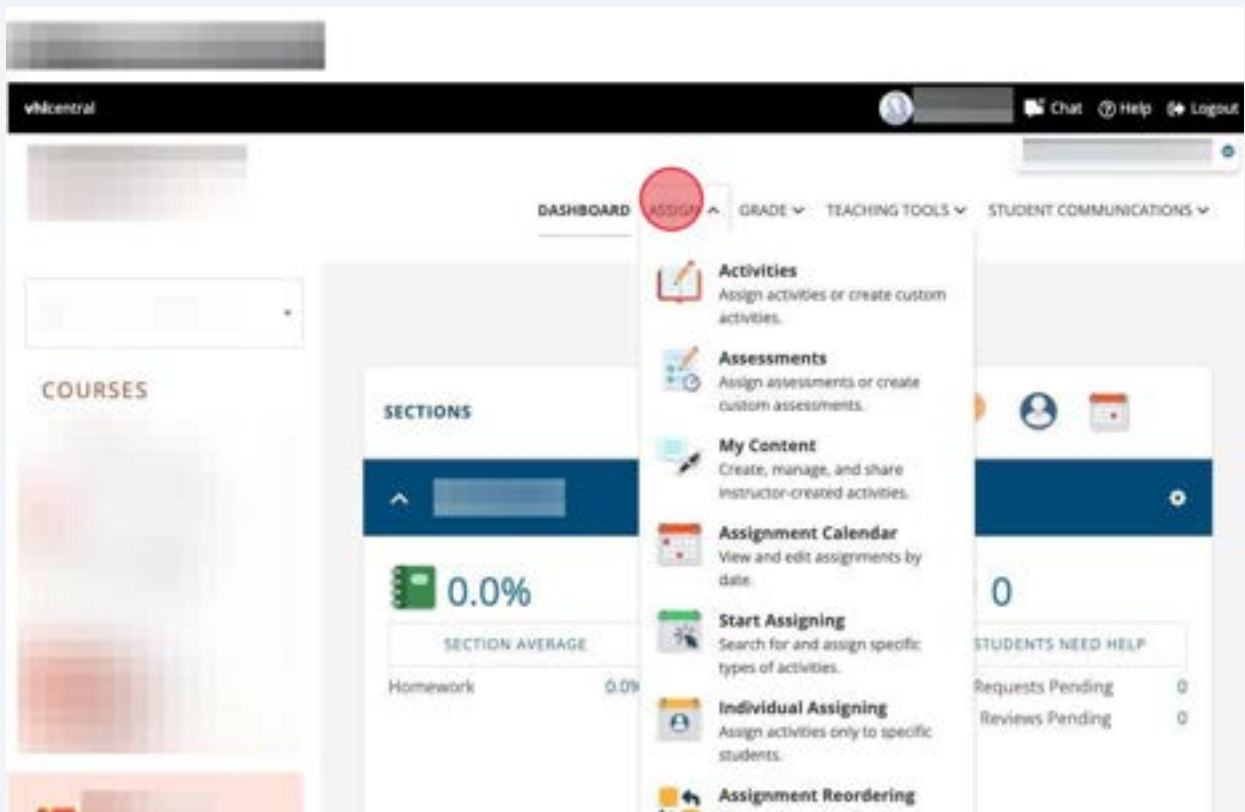 vhlcentral
Chat Help Logout
DASHBOARD ASSIGN GRADE TEACHING TOOLS STUDENT COMMUNICATIONS
Activities
Assign activities or create custom
activities.
Assessments
Assign assessments or create
custom assessments.
My Content
Create, manage, and share
instructor-created activities.
Assignment Calendar
View and edit assignments by
date.
Start Assigning
Search for and assign specific
types of activities.
Individual Assigning
Assign activities only to specific
students.
Assignment Reordering
COURSES
SECTIONS
0.0%
SECTION AVERAGE
Homework 0.0%
0
STUDENTS NEED HELP
Requests Pending 0
Reviews Pending 0